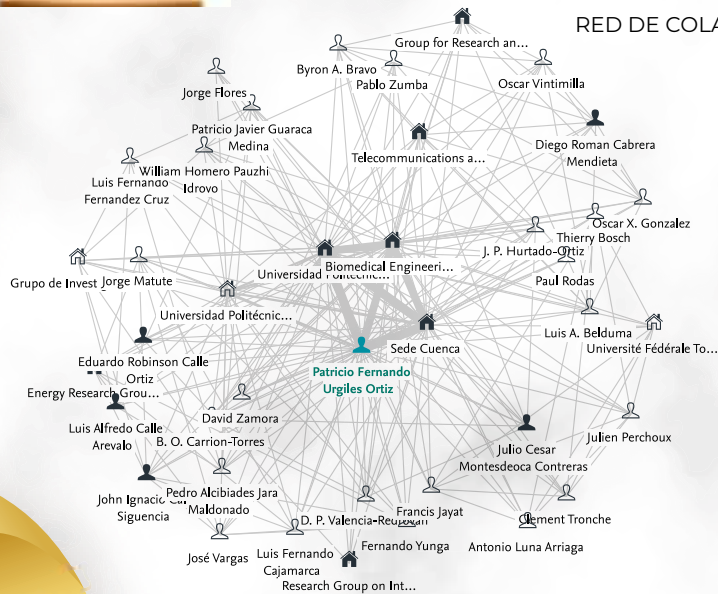 RED DE COLA
Group for Research an...
Byron A. Bravo
Pablo Zumba
Oscar Vintimilla
Jorge Flores
Patricio Javier Guaraca
Medina
Telecommunications a...
Diego Roman Cabrera
Mendieta
William Homero Pauzhi
Idrovo
Luis Fernando
Fernandez Cruz
Oscar X. Gonzalez
Thierry Bosch
J. P. Hurtado-Ortiz
Grupo de Invest
Jorge Matute
Universidad Politécnic...
Biomedical Engineeri...
Paul Rodas
Universidad Politécnic...
Sede Cuenca
Luis A. Belduma
Université Fédérale To...
Eduardo Robinson Calle
Ortiz
Patricio Fernando
Urgiles Ortiz
Energy Research Grou...
Luis Alfredo Calle
Arevalo
David Zamora
B. O. Carrion-Torres
Julien Perchoux
Julio Cesar
Montesdeoca Contreras
John Ignacio
Siguencia
Pedro Alcibiades Jara
Maldonado
D. P. Valencia-
Francis Jayat
Clement Tronche
José Vargas
Luis Fernando
Cajamarca
Fernando Yunga
Antonio Luna Arriaga
Research Group on Int...